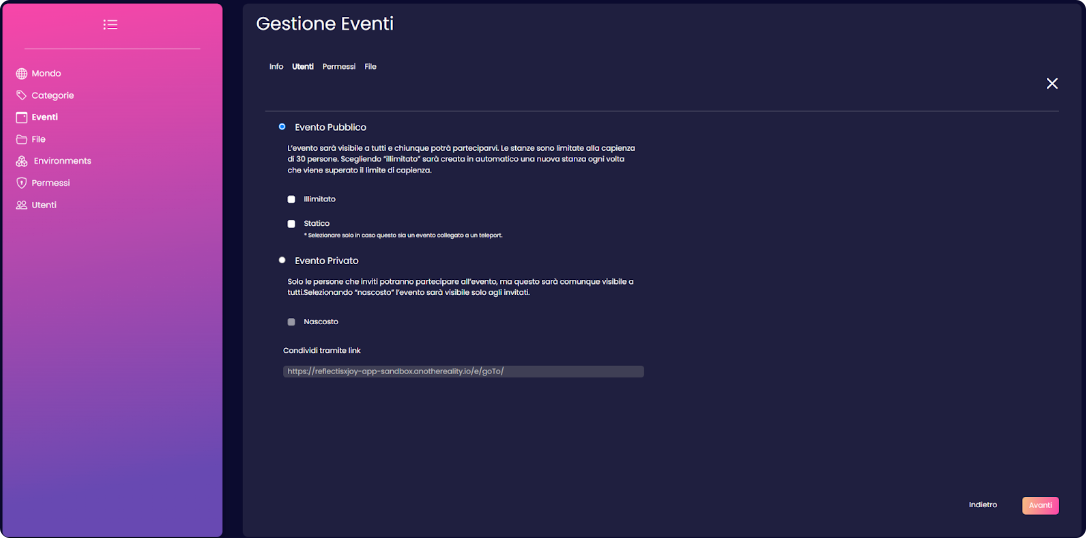 Gestione Eventi
Info Utenti Permessi File
Mondo
Categorie
Eventi
File
Environments
Permessi
Utenti
Evento Pubblico
L'evento sarà visibile a tutti e chiunque potrà parteciparvi. Le stanze sono limitate alla capienza
di 30 persone. Scegliendo "illimitato" sarà creata in automatico una nuova stanza ogni volta
che viene superato il limite di capienza.
Illimitato
Statico
* Selezionare solo in caso questo sia un evento collegato a un teleport.
Evento Privato
Solo le persone che inviti potranno partecipare all'evento, ma questo sarà comunque visibile a
tutti.Selezionando "nascosto" l'evento sarà visibile solo agli invitati.
Nascosto
Condividi tramite link
https://reflectisxjoy-app-sandbox.anothereality.io/e/goTo/
Indietro
Avanti